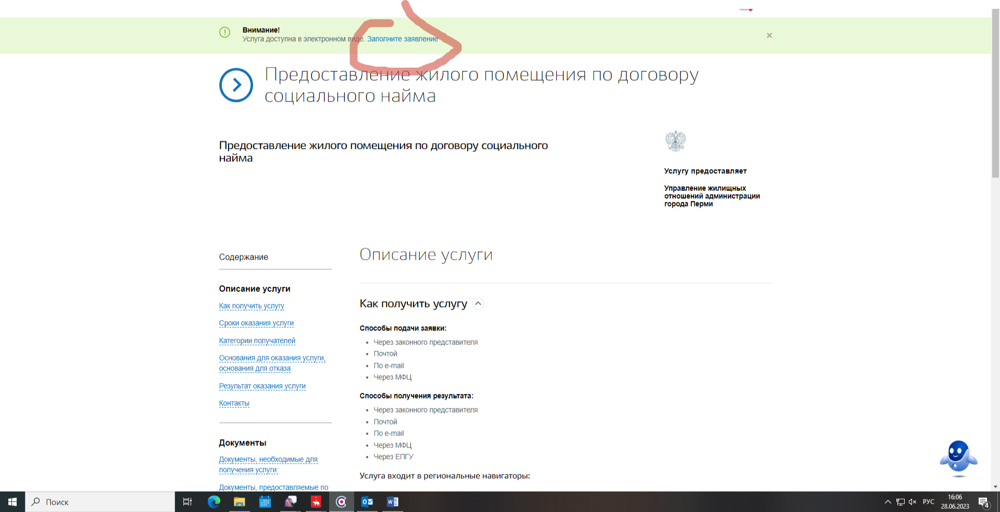 Внимание!
Услуга доступна в электронном виде. Заполните заявление
Предоставление жилого помещения по договору
социального найма
Предоставление жилого помещения по договору социального
найма
Услугу предоставляет
Управление жилищных
отношений администрации
города Перми
Содержание
Описание услуги
Как получить услугу
Сроки оказания услуги
Категории получателей
Основания для оказания услуги,
основания для отказа
Результат оказания услуги
Контакты
Документы
Документы, необходимые для
получения услуги:
Документы, предоставляемые по
Описание услуги
Как получить услугу
Способы подачи заявки:
Через законного представителя
Почтой
По e-mail
Через МФЦ
Способы получения результата:
Через законного представителя
Почтой
По e-mail
Через МФЦ
Через ЕПГУ
Услуга входит в региональные навигаторы:
Поиск
РУС
16:06
28.06.2023
4